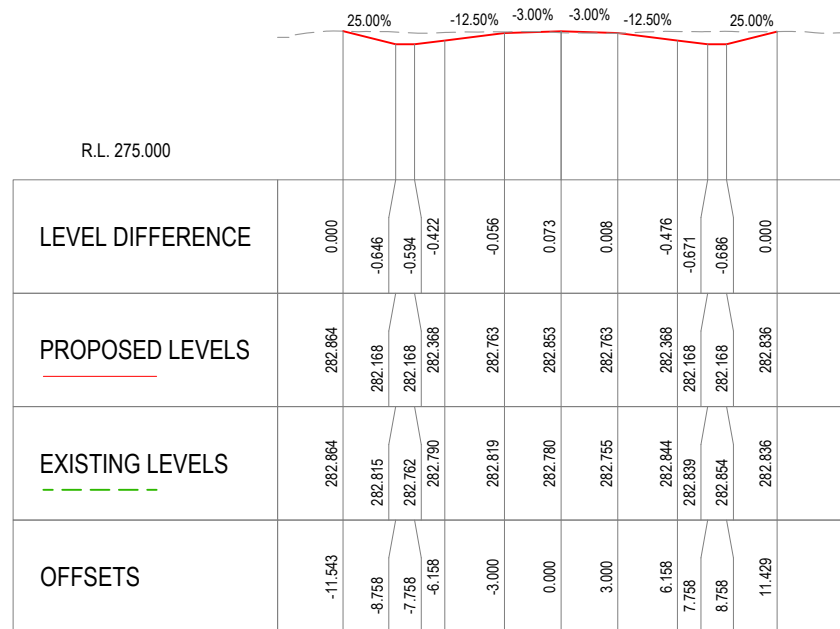 25.00% -12.50% -3.00% -3.00% -12.50% 25.00%
R.L. 275.000
LEVEL DIFFERENCE 0.000 -0.646 -0.594 -0.422 -0.056 0.073 0.008 -0.476 -0.671 -0.686 0.000
PROPOSED LEVELS 282.864 282.168 282.168 282.368 282.763 282.853 282.763 282.368 282.168 282.168 282.836
EXISTING LEVELS 282.864 282.815 282.762 282.790 282.819 282.780 282.755 282.844 282.839 282.854 282.836
OFFSETS -11.543 -8.758 -7.758 -6.158 -3.000 0.000 3.000 6.158 7.758 8.758 11.429